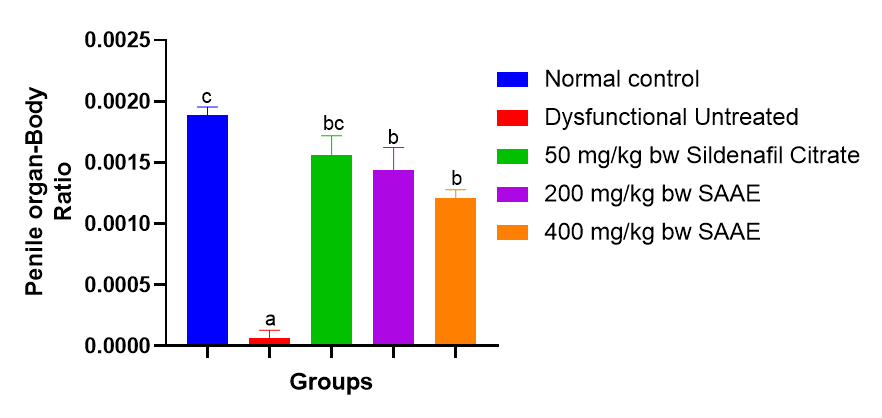 0.0025
0.0020
0.0015
0.0010
0.0005
0.0000
Penile organ-Body
Ratio
c
a
bc
b
b
Groups
Normal control
Dysfunctional Untreated
50 mg/kg bw Sildenafil Citrate
200 mg/kg bw SAAE
400 mg/kg bw SAAE